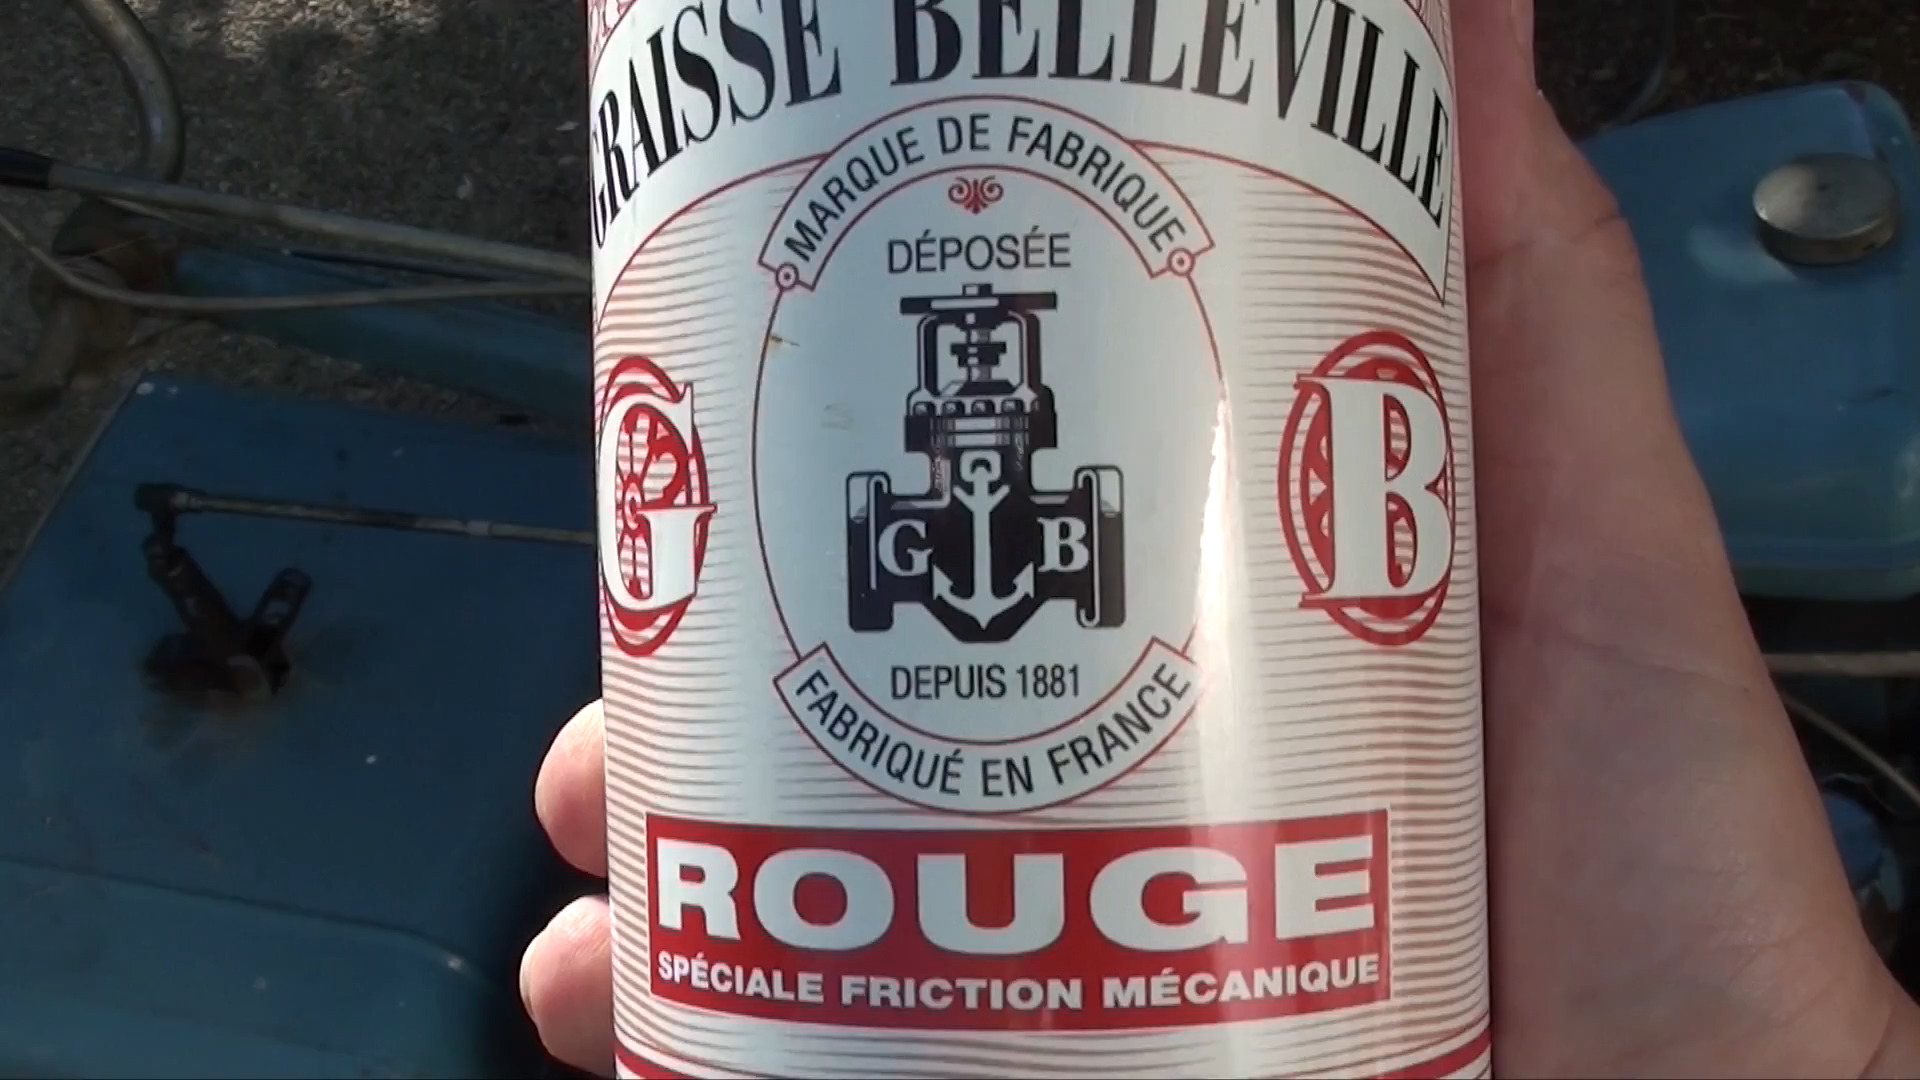 GRAISSE BELLEVILLE
MARQUE DE FABRIQUE
DÉPOSÉE
G B
G B
DEPUIS 1881
FABRIQUÉ EN FRANCE
ROUGE
SPÉCIALE FRICTION MÉCANIQUE